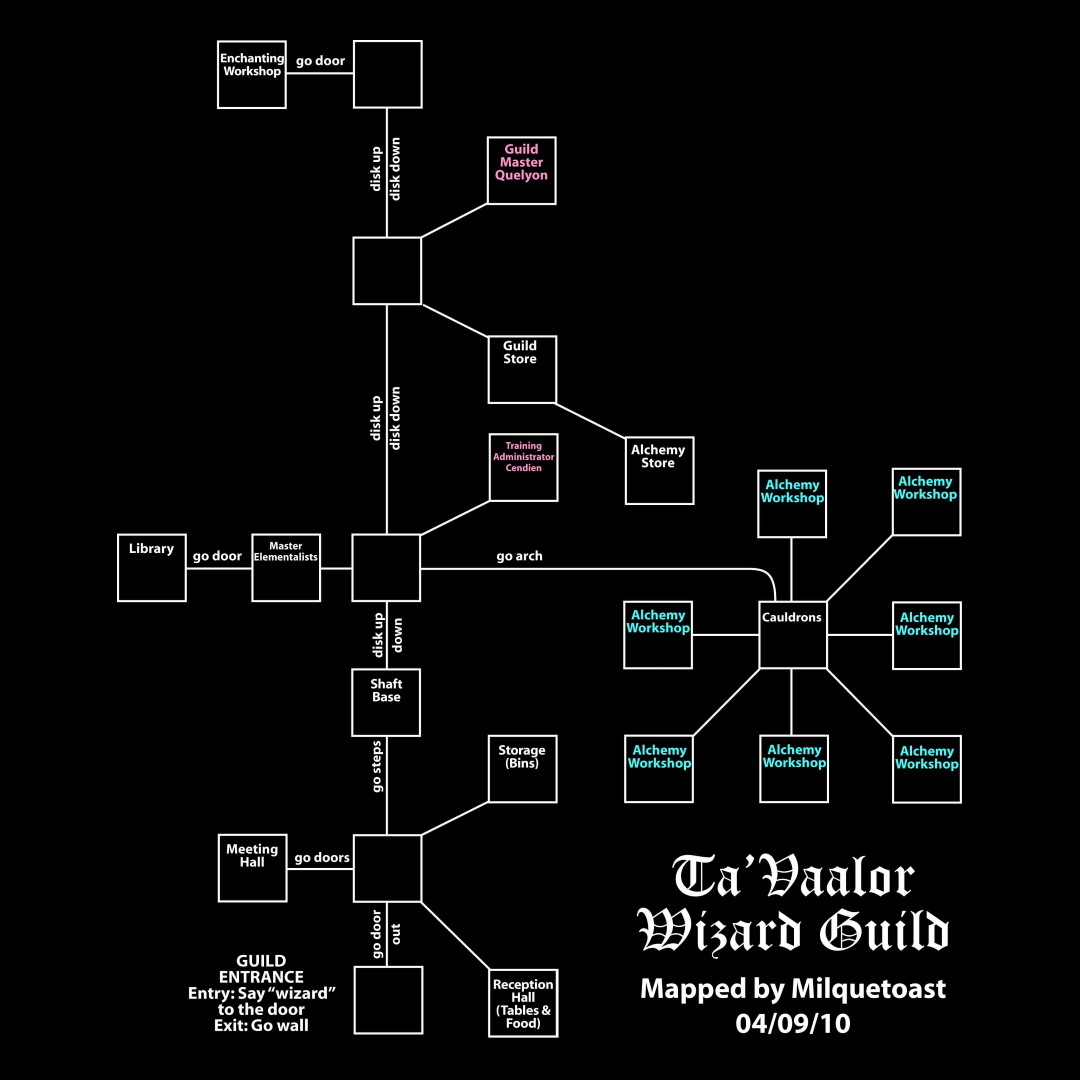 Enchanting
Workshop
go door
disk up
disk down
Guild
Master
Quelyon
Guild
Store
disk up
disk down
Training
Administrator
Cendien
Alchemy
Store
Alchemy
Workshop
Alchemy
Workshop
Library
go door
Master
Elementalists
go arch
disk up
down
Alchemy
Workshop
Cauldrons
Alchemy
Workshop
Shaft
Base
go steps
Storage
(Bins)
Alchemy
Workshop
Alchemy
Workshop
Alchemy
Workshop
Meeting
Hall
go doors
go door
out
Reception
Hall
(Tables &
Food)
GUILD
ENTRANCE
Entry: Say “wizard”
to the door
Exit: Go wall
Ta’Vaalor
Wizard Guild
Mapped by Milquetoast
04/09/10